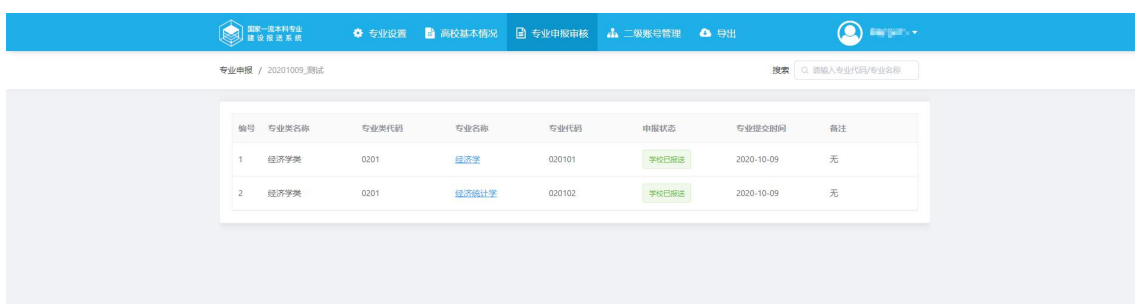 国家一流本科专业
建设报送系统
专业设置 高校基本情况 专业申报审核 二级账号管理 导出
专业申报 / 20201009_测试 搜索 请输入专业代码/专业名称
编号 专业类名称 专业类代码 专业名称 专业代码 申报状态 专业提交时间 备注
1 经济学类 0201 经济学 020101 学校已报送 2020-10-09 无
2 经济学类 0201 经济统计学 020102 学校已报送 2020-10-09 无